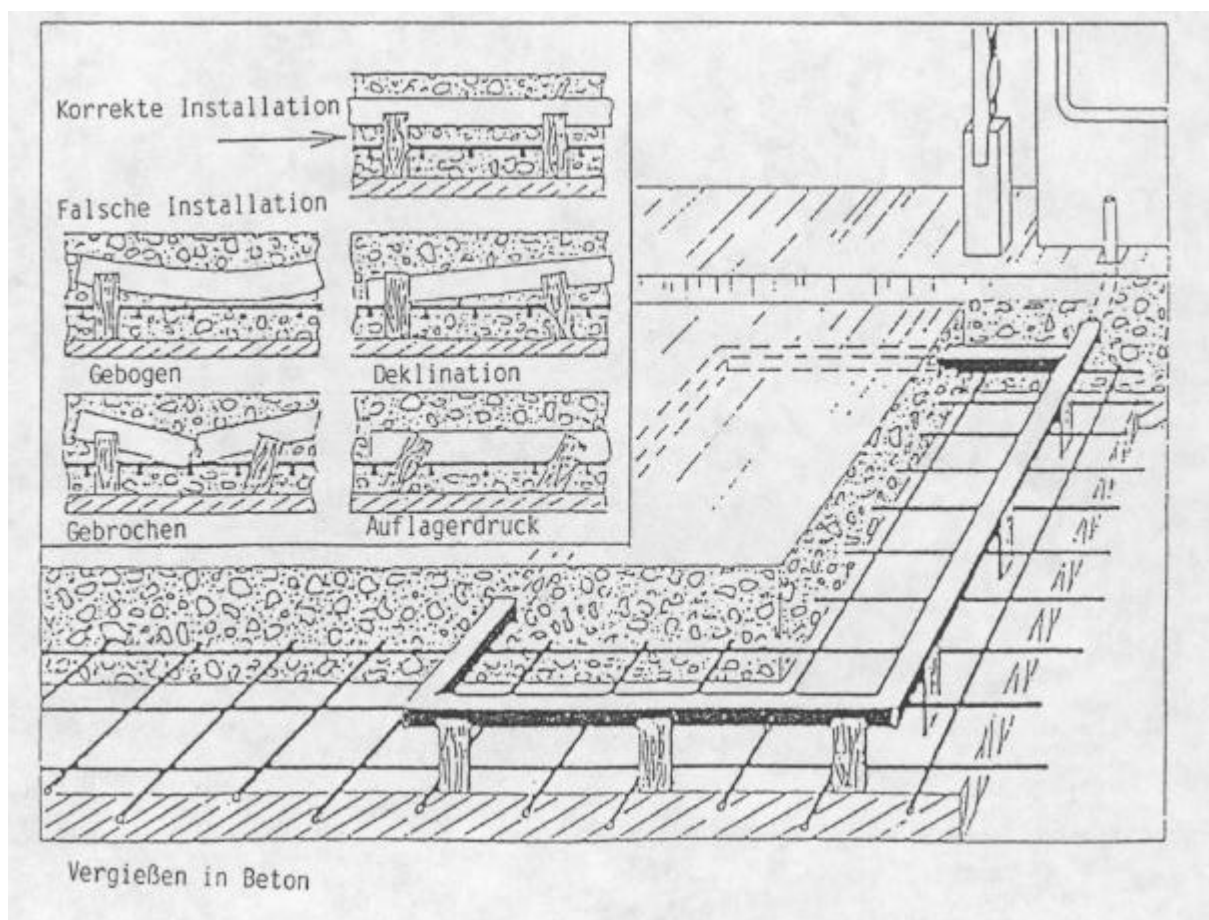 Korrekte Installation
Falsche Installation
Gebogen
Deklination
Gebrochen
Auflagerdruck
Vergießen in Beton